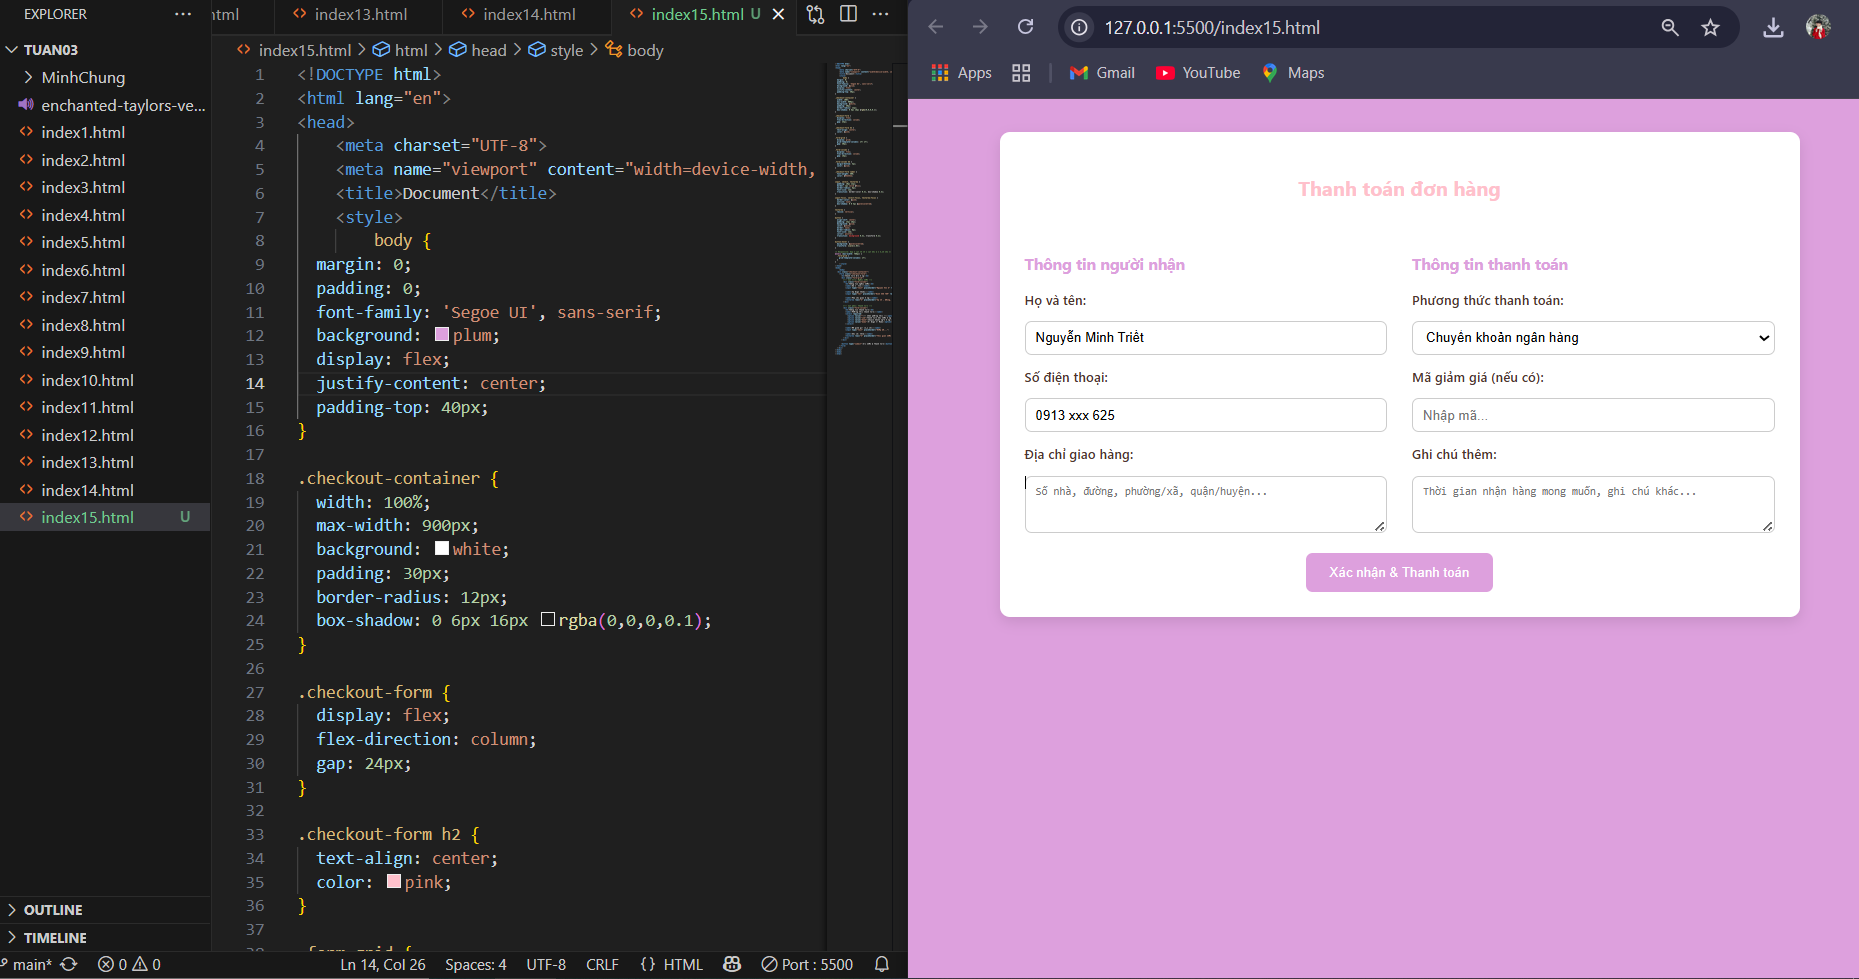 EXPLORER
TUAN03
MinhChung
enchanted-taylors-ve...
index1.html
index2.html
index3.html
index4.html
index5.html
index6.html
index7.html
index8.html
index9.html
index10.html
index11.html
index12.html
index13.html
index14.html
index15.html U
OUTLINE
TIMELINE
html index13.html index14.html index15.html U
index15.html > html > head > style > body
1 <!DOCTYPE html>
2 <html lang="en">
3 <head>
4 <meta charset="UTF-8">
5 <meta name="viewport" content="width=device-width,
6 <title>Document</title>
7 <style>
8 body {
9 margin: 0;
10 padding: 0;
11 font-family: 'Segoe UI', sans-serif;
12 background: plum;
13 display: flex;
14 justify-content: center;
15 padding-top: 40px;
16 }
17
18 .checkout-container {
19 width: 100%;
20 max-width: 900px;
21 background: white;
22 padding: 30px;
23 border-radius: 12px;
24 box-shadow: 0 6px 16px rgba(0,0,0,0.1);
25 }
26
27 .checkout-form {
28 display: flex;
29 flex-direction: column;
30 gap: 24px;
31 }
32
33 .checkout-form h2 {
34 text-align: center;
35 color: pink;
36 }
37
main* 0 0 Ln 14, Col 26 Spaces: 4 UTF-8 CRLF {} HTML Port : 5500
127.0.0.1:5500/index15.html
Apps Gmail YouTube Maps
Thanh toán đơn hàng
Thông tin người nhận
Họ và tên:
Nguyễn Minh Triết
Số điện thoại:
0913 xxx 625
Địa chỉ giao hàng:
Số nhà, đường, phường/xã, quận/huyện...
Thông tin thanh toán
Phương thức thanh toán:
Chuyển khoản ngân hàng
Mã giảm giá (nếu có):
Nhập mã...
Ghi chú thêm:
Thời gian nhận hàng mong muốn, ghi chú khác...
Xác nhận & Thanh toán